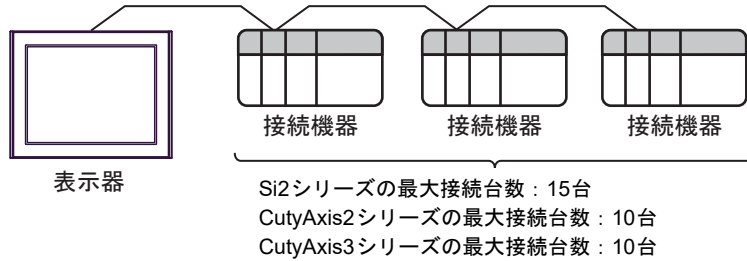 接続機器 接続機器 接続機器
表示器
Si2シリーズの最大接続台数：15台
CutyAxis2シリーズの最大接続台数：10台
CutyAxis3シリーズの最大接続台数：10台